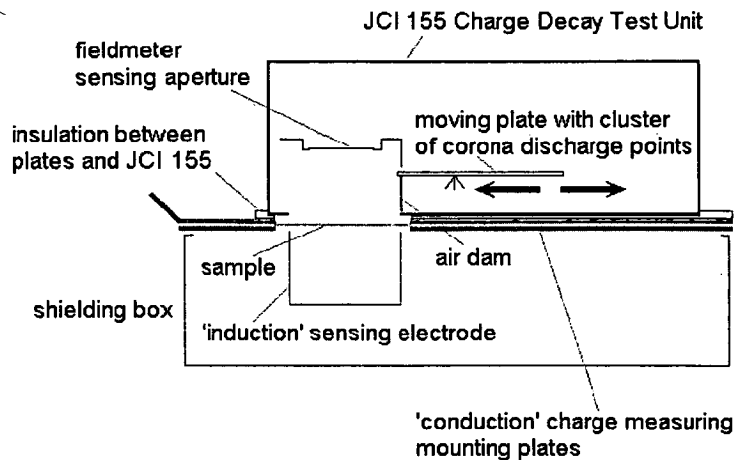 JCI 155 Charge Decay Test Unit
fieldmeter
sensing aperture
moving plate with cluster
of corona discharge points
insulation between
plates and JCI 155
sample
air dam
shielding box
'induction' sensing electrode
'conduction' charge measuring
mounting plates